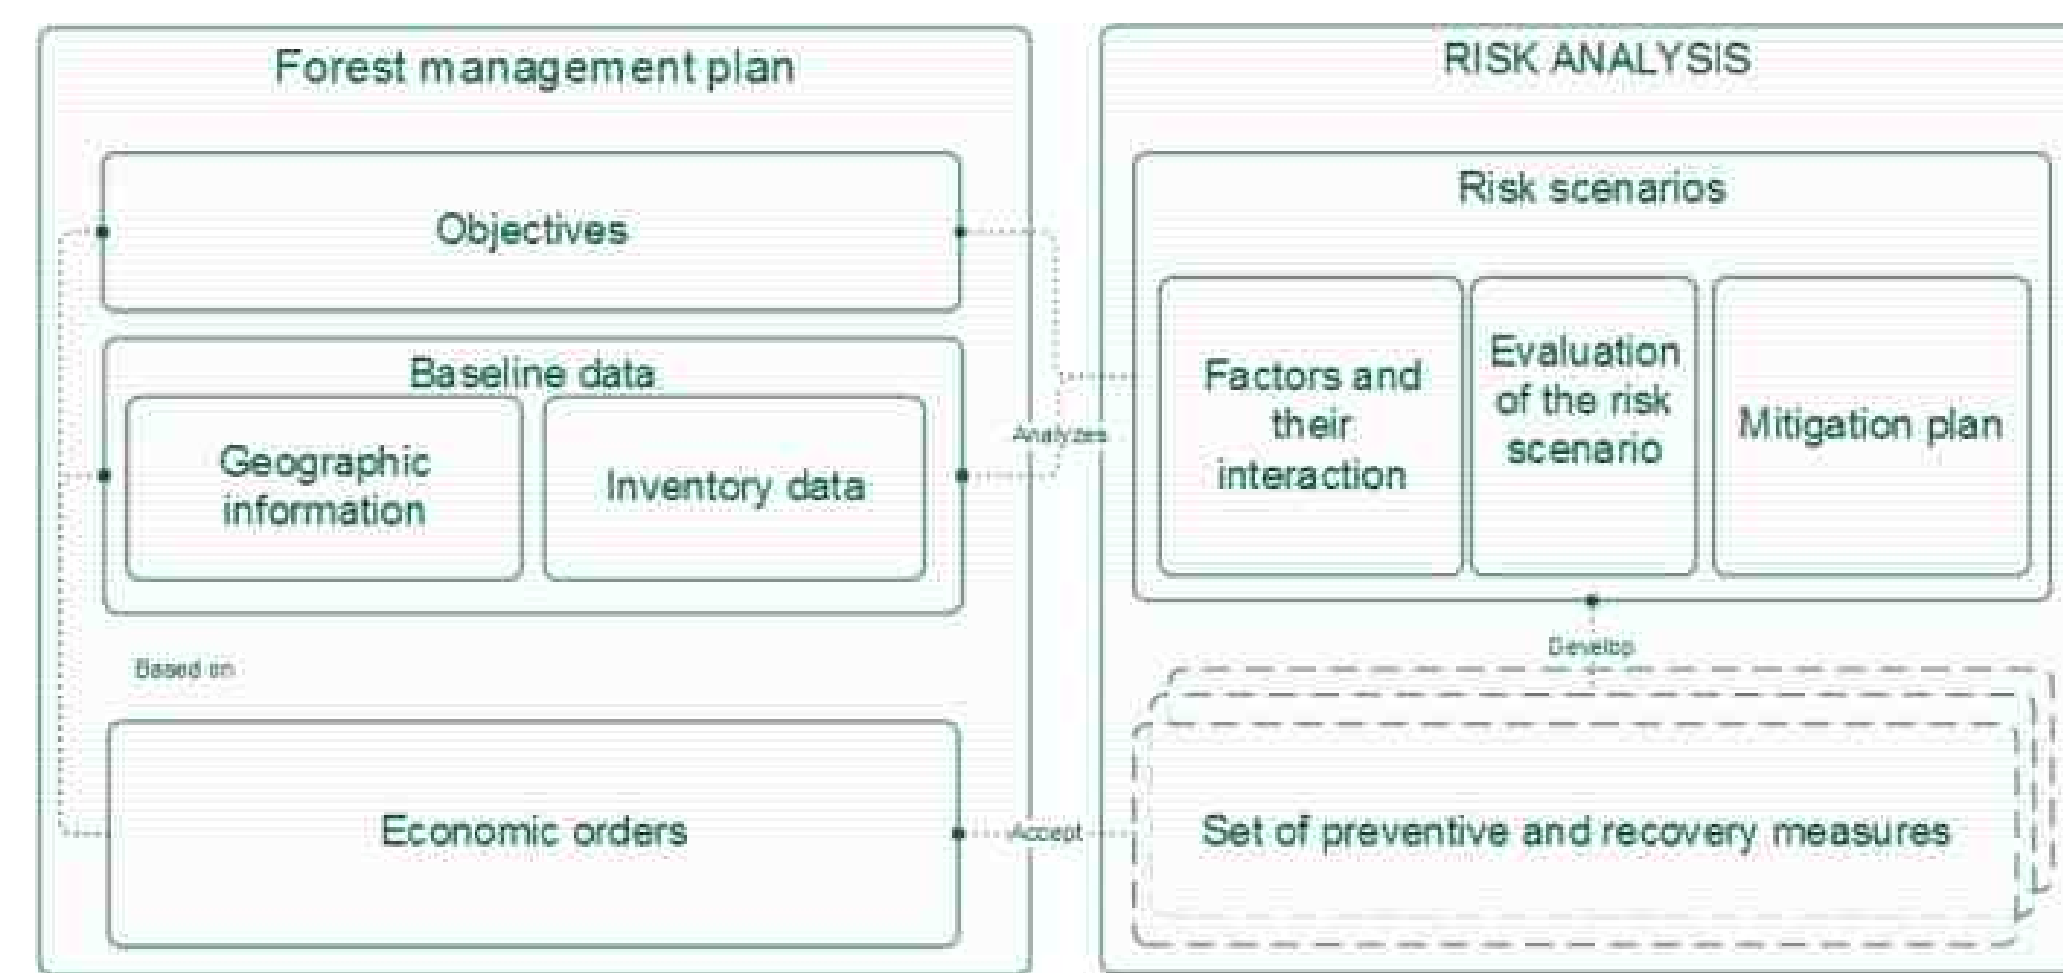 Forest management plan
Objectives
Baseline data
Geographic
information
Inventory data
Based on
Economic orders
Analyzes
Accept
RISK ANALYSIS
Risk scenarios
Factors and
their
interaction
Evaluation
of the risk
scenario
Mitigation plan
Develop
Set of preventive and recovery measures